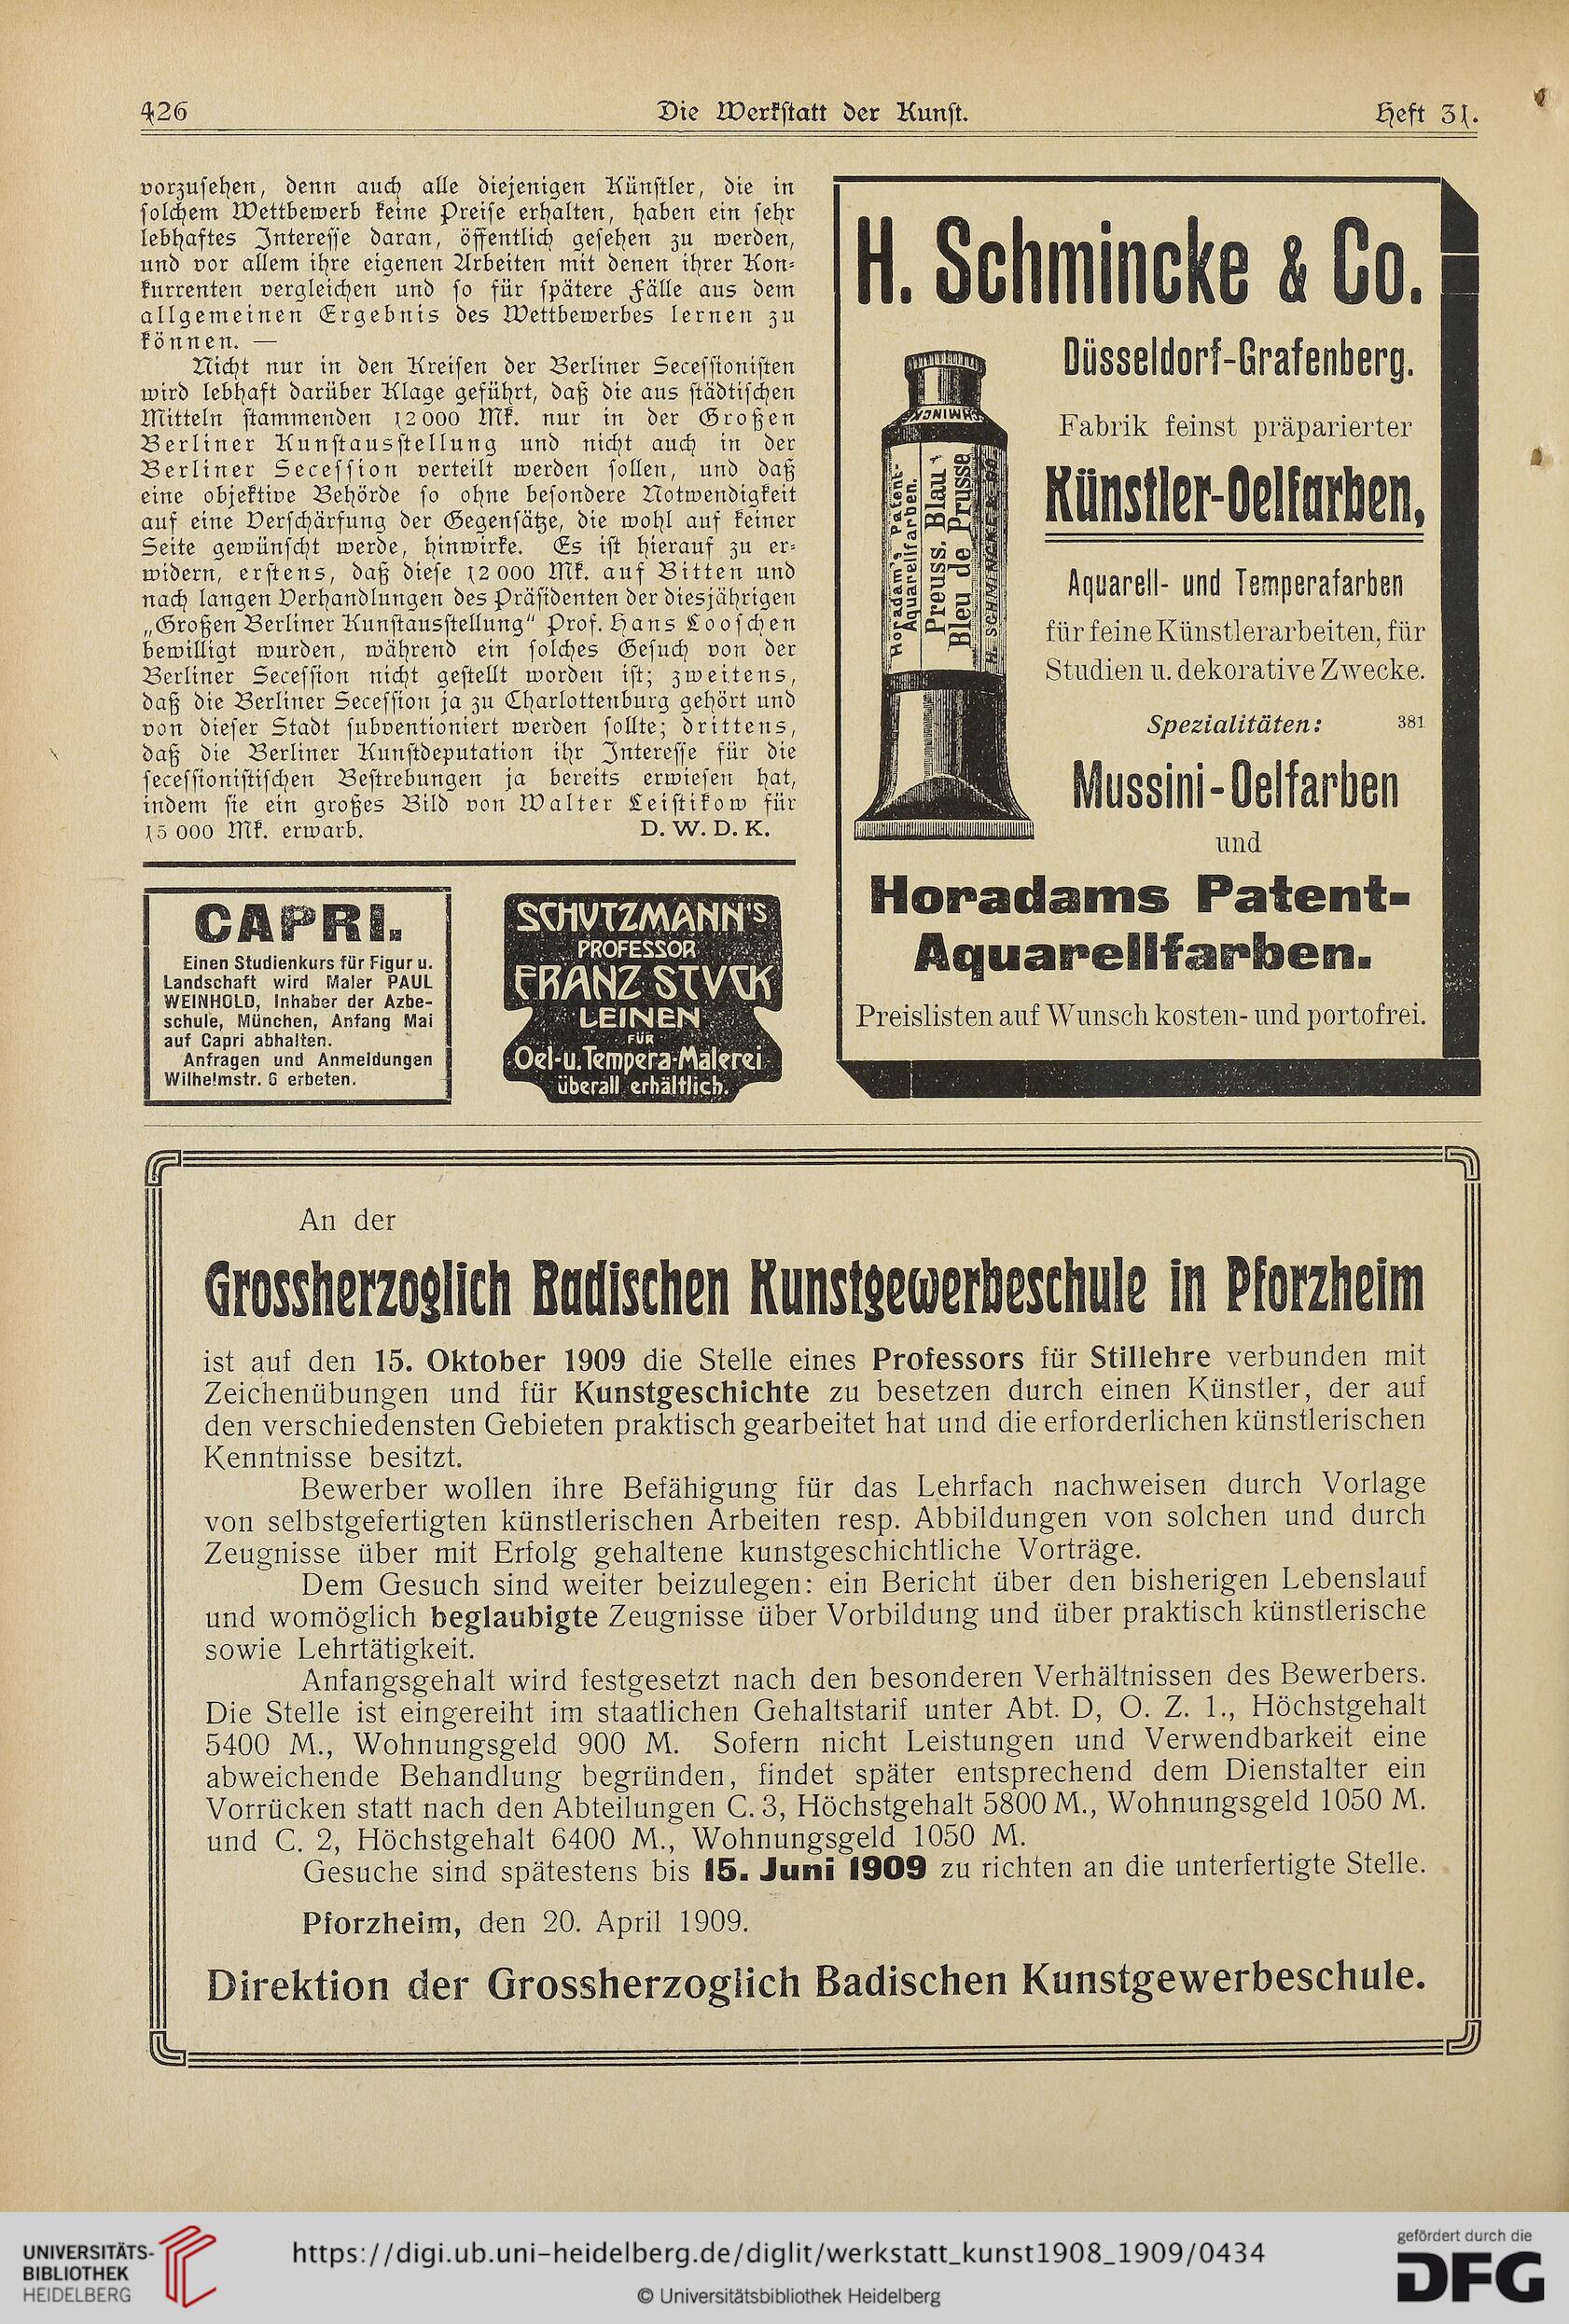 426
Die Werkstatt der Kunst.
Heft 31.
vorzusehen, denn auch alle diejenigen Künstler, die in
solchem Wettbewerb keine Preise erhalten, haben ein sehr
lebhaftes Interesse daran, öffentlich gesehen zu werden,
und vor allem ihre eigenen Arbeiten mit denen ihrer Kon-
kurrenten vergleichen und so für spätere Fälle aus dem
allgemeinen Ergebnis des Wettbewerbes lernen zu
können. —
Nicht nur in den Kreisen der Berliner Secessionisten
wird lebhaft darüber Klage geführt, daß die aus städtischen
Mitteln stammenden 12000 Mk. nur in der Großen
Berliner Kunstausstellung und nicht auch in der
Berliner Secession verteilt werden sollen, und daß
eine objektive Behörde so ohne besondere Notwendigkeit
auf eine Verschärfung der Gegensätze, die wohl auf keiner
Seite gewünscht werde, hinwirke. Es ist hierauf zu er-
widern, erstens, daß diese 12000 Mk. auf Bitten und
nach langen Verhandlungen des Präsidenten der diesjährigen
„Großen Berliner Kunstausstellung" Prof. Hans Looschen
bewilligt wurden, während ein solches Gesuch von der
Berliner Secession nicht gestellt worden ist; zweitens,
daß die Berliner Secession ja zu Charlottenburg gehört und
von dieser Stadt subventioniert werden sollte; drittens,
daß die Berliner Kunstdeputation ihr Interesse für die
secessionistischen Bestrebungen ja bereits erwiesen hat,
indem sie ein großes Bild von Walter Leistikow für
15000 Mk. erwarb. D. W. D. K.
CAPRI.
Einen Studienkurs für Figur u.
Landschaft wird Maler PAUL
WEINHOLD, Inhaber der Azbe-
schule, München, Anfang Mai
auf Capri abhalten.
Anfragen und Anmeldungen
Wilhelmstr. 6 erbeten.
SCHUTZMANN'S
PROFESSOR
FRANZ STVCK
LEINEN
FÜR
Oel-u.Tempera-Malerei
überall erhältlich.
H. Schmincke & Co.
Düsseldorf-Grafenberg.
Fabrik feinst präparierter
Künstler-Oelfarben,
Aquarell- und Temperafarben
für feine Künstlerarbeiten, für
Studien u. dekorative Zwecke.
Spezialitäten: 381
Mussini-Oelfarben
und
Horadams Patent-
Aquarellfarben.
Preislisten auf Wunsch kosten- und portofrei.
SCHMINCK
Horadam's Patent-
Aquarellfarben.
Preuss. Blau
Bleu de Prusse
H. SCHMINCKE & CO.
An der
Grossherzoglich Badischen Kunstgewerbeschule in Pforzheim
ist auf den 15. Oktober 1909 die Stelle eines Professors für Stillehre verbunden mit
Zeichenübungen und für Kunstgeschichte zu besetzen durch einen Künstler, der auf
den verschiedensten Gebieten praktisch gearbeitet hat und die erforderlichen künstlerischen
Kenntnisse besitzt.
Bewerber wollen ihre Befähigung für das Lehrfach nachweisen durch Vorlage
von selbstgefertigten künstlerischen Arbeiten resp. Abbildungen von solchen und durch
Zeugnisse über mit Erfolg gehaltene kunstgeschichtliche Vorträge.
Dem Gesuch sind weiter beizulegen: ein Bericht über den bisherigen Lebenslauf
und womöglich beglaubigte Zeugnisse über Vorbildung und über praktisch künstlerische
sowie Lehrtätigkeit.
Anfangsgehalt wird festgesetzt nach den besonderen Verhältnissen des Bewerbers.
Die Stelle ist eingereiht im staatlichen Gehaltstarif unter Abt. D, O. Z. 1., Höchstgehalt
5400 M., Wohnungsgeld 900 M. Sofern nicht Leistungen und Verwendbarkeit eine
abweichende Behandlung begründen, findet später entsprechend dem Dienstalter ein
Vorrücken statt nach den Abteilungen C. 3, Höchstgehalt 5800 M., Wohnungsgeld 1050 M.
und C. 2, Höchstgehalt 6400 M., Wohnungsgeld 1050 M.
Gesuche sind spätestens bis 15. Juni 1909 zu richten an die unterfertigte Stelle.
Pforzheim, den 20. April 1909.
Direktion der Grossherzoglich Badischen Kunstgewerbeschule.
UNIVERSITÄTS-
BIBLIOTHEK
HEIDELBERG
https://digi.ub.uni-heidelberg.de/diglit/werkstatt_kunst1908_1909/0434
© Universitätsbibliothek Heidelberg
gefördert durch die
DFG